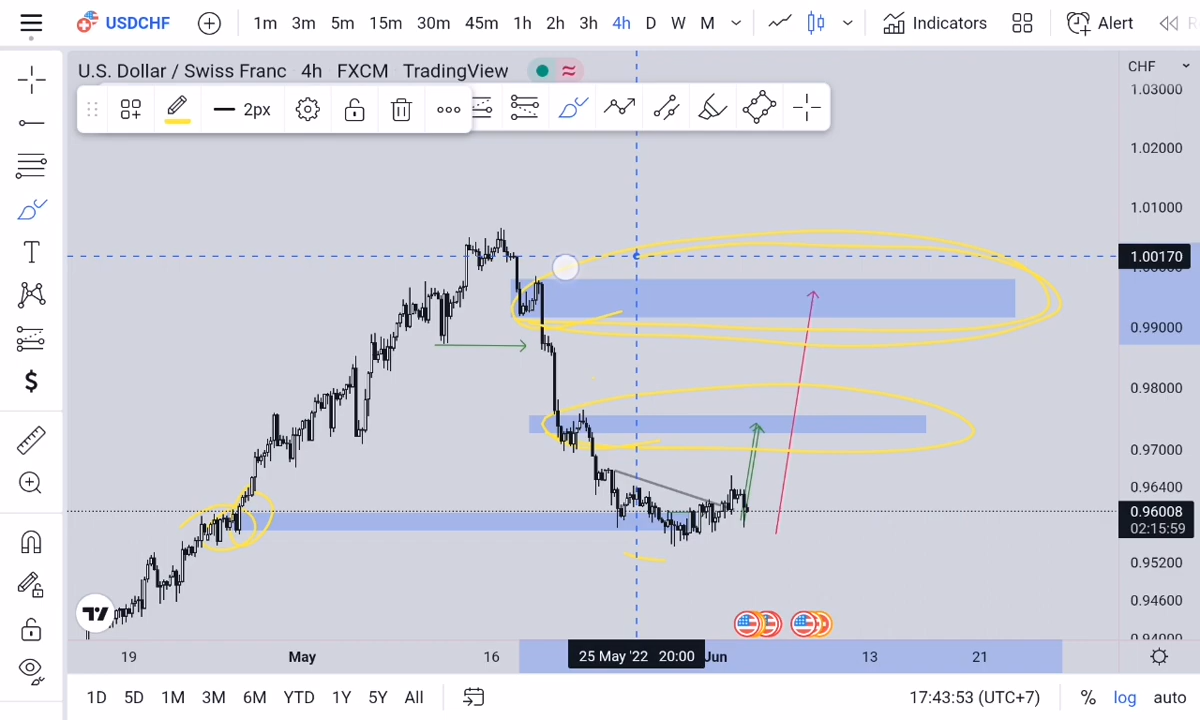 USDCHF 1m 3m 5m 15m 30m 45m 1h 2h 3h 4h D W M Indicators Alert
U.S. Dollar / Swiss Franc 4h FXCM TradingView CHF
1.03000
2px
1.02000
1.01000
1.00170
0.99000
0.98000
0.97000
0.96400
0.96008
02:15:59
0.95200
0.94600
0.94000
19 May 16 25 May '22 20:00 Jun 13 21
1D 5D 1M 3M 6M YTD 1Y 5Y All 17:43:53 (UTC+7) % log auto